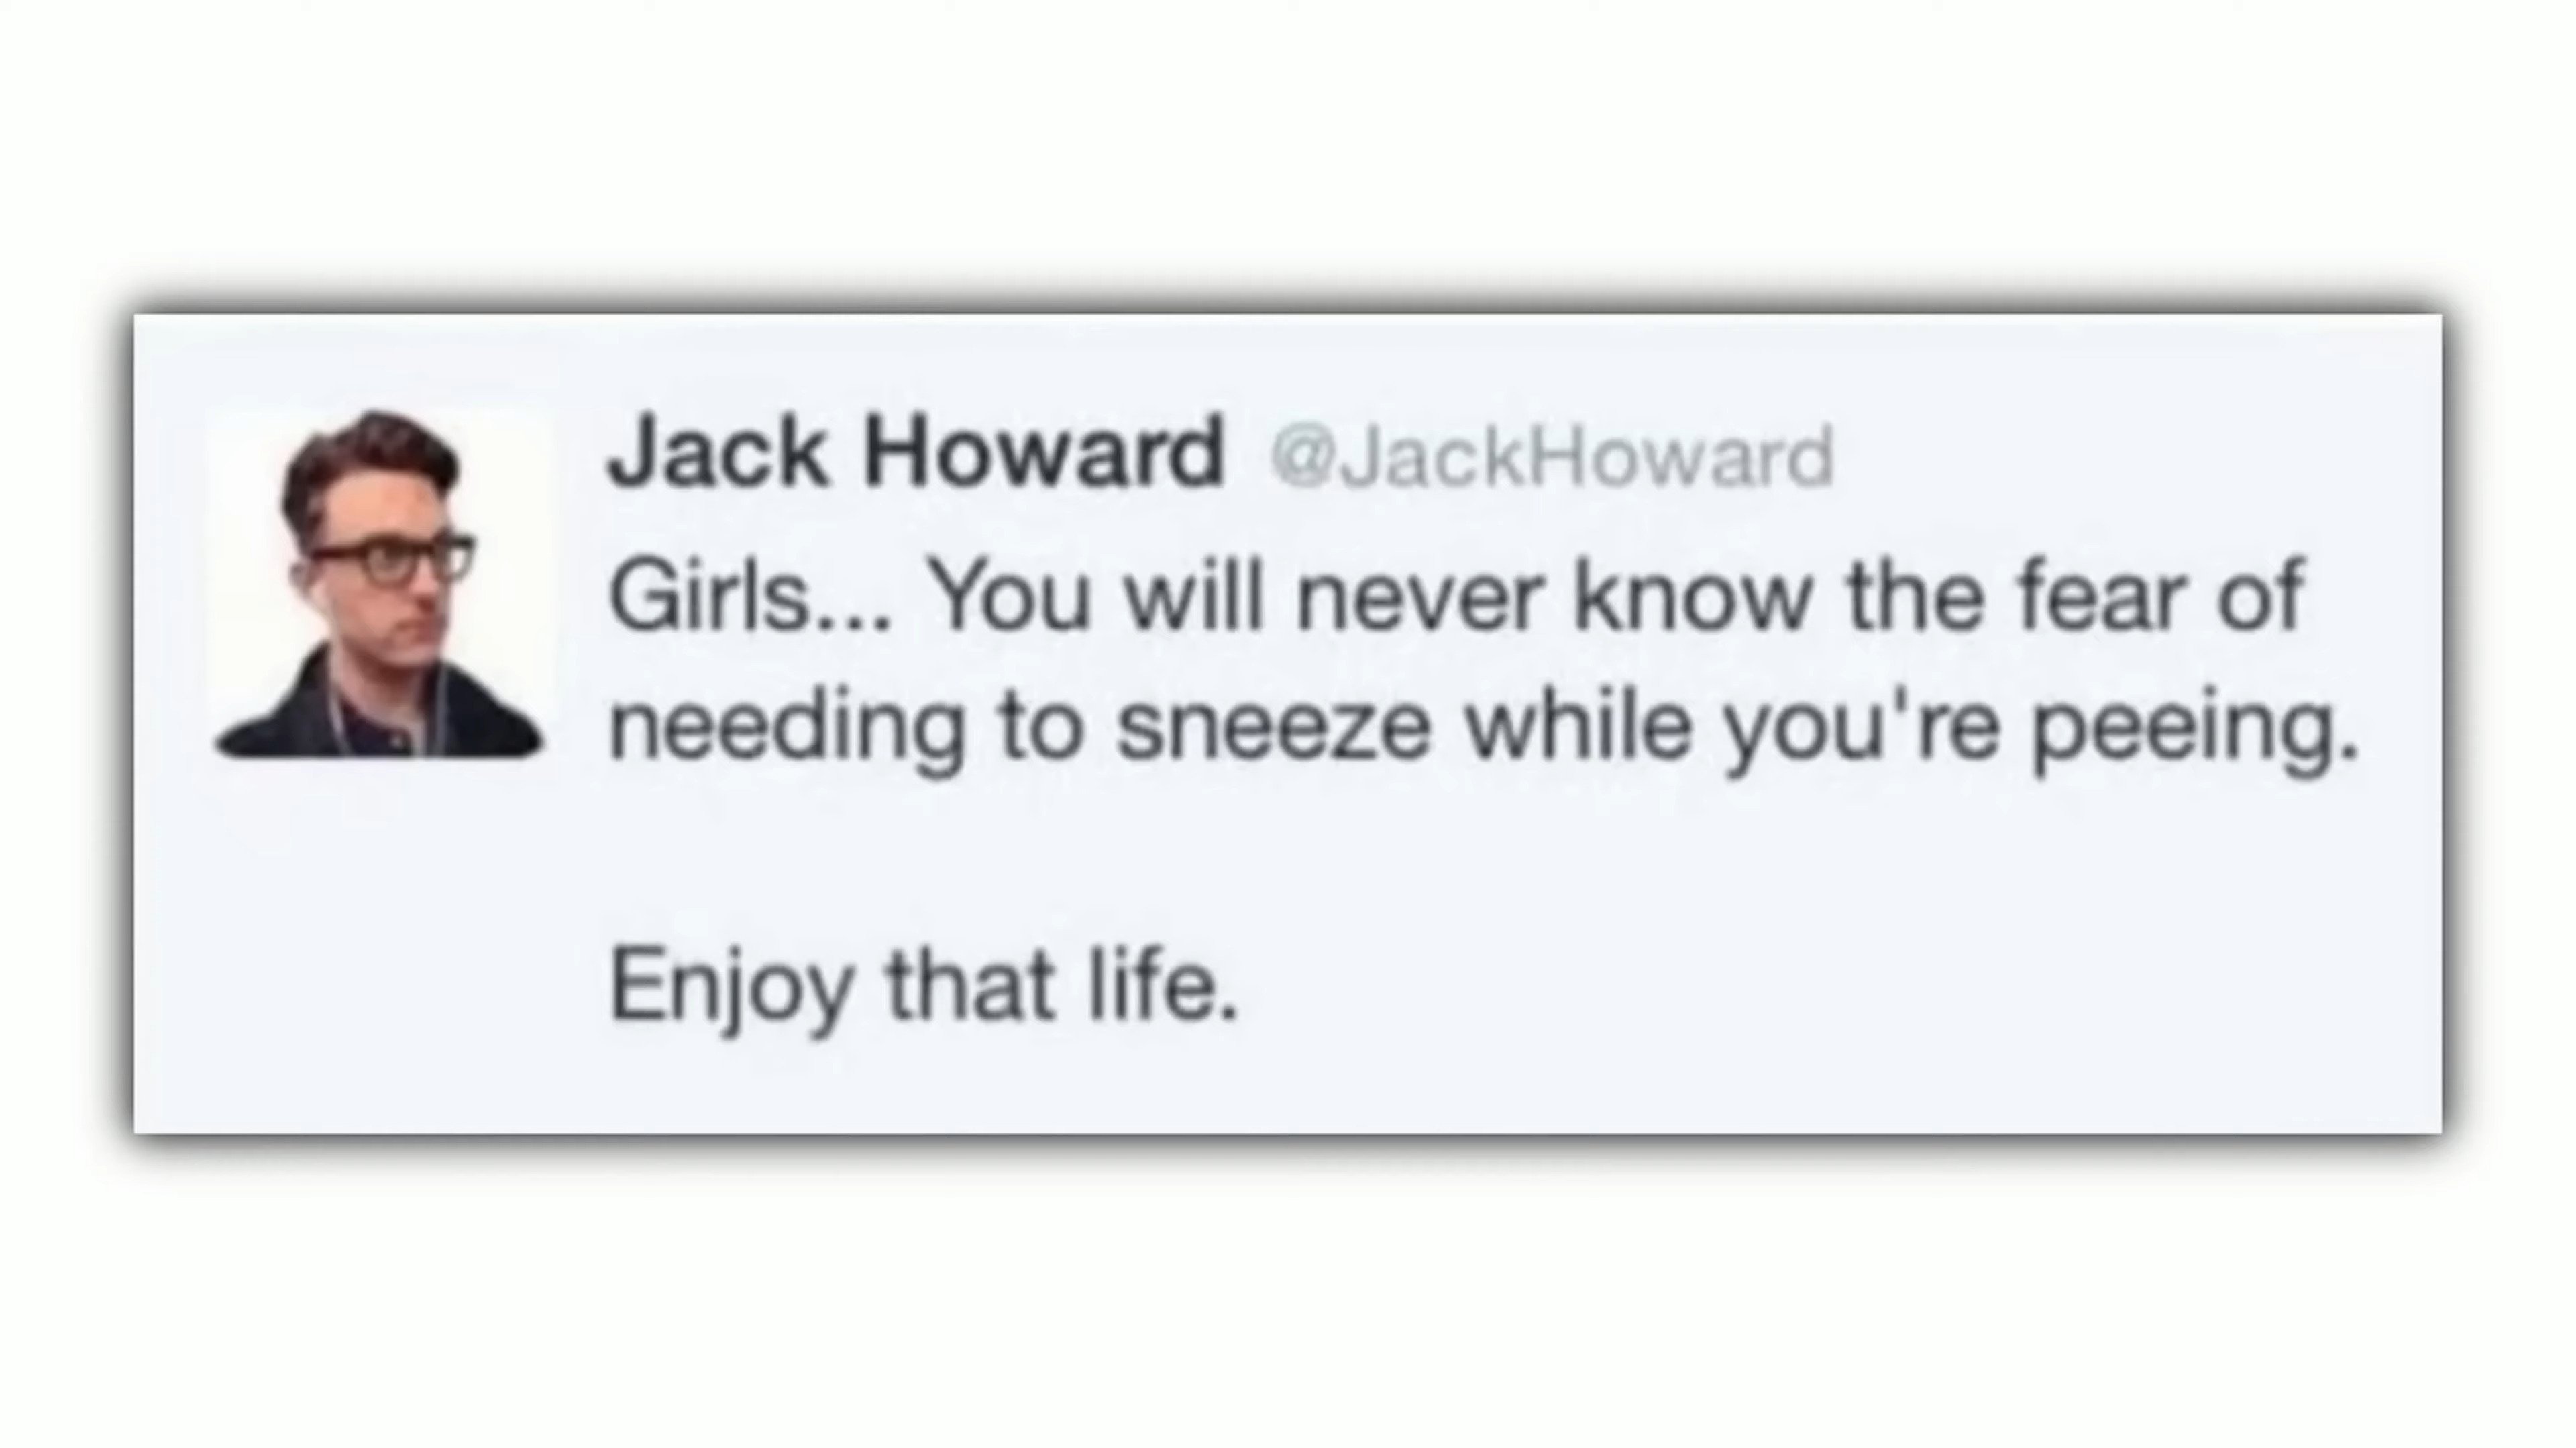 Jack Howard @JackHoward
Girls... You will never know the fear of
needing to sneeze while you're peeing.
Enjoy that life.